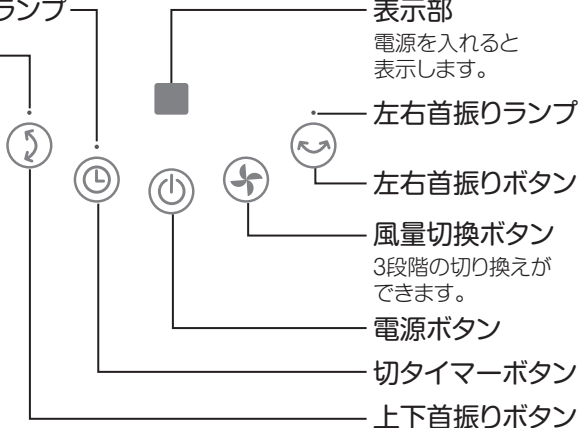 ランプ
表示部
電源を入れると
表示します。
左右首振りランプ
左右首振りボタン
風量切換ボタン
3段階の切り換えが
できます。
電源ボタン
切タイマーボタン
上下首振りボタン